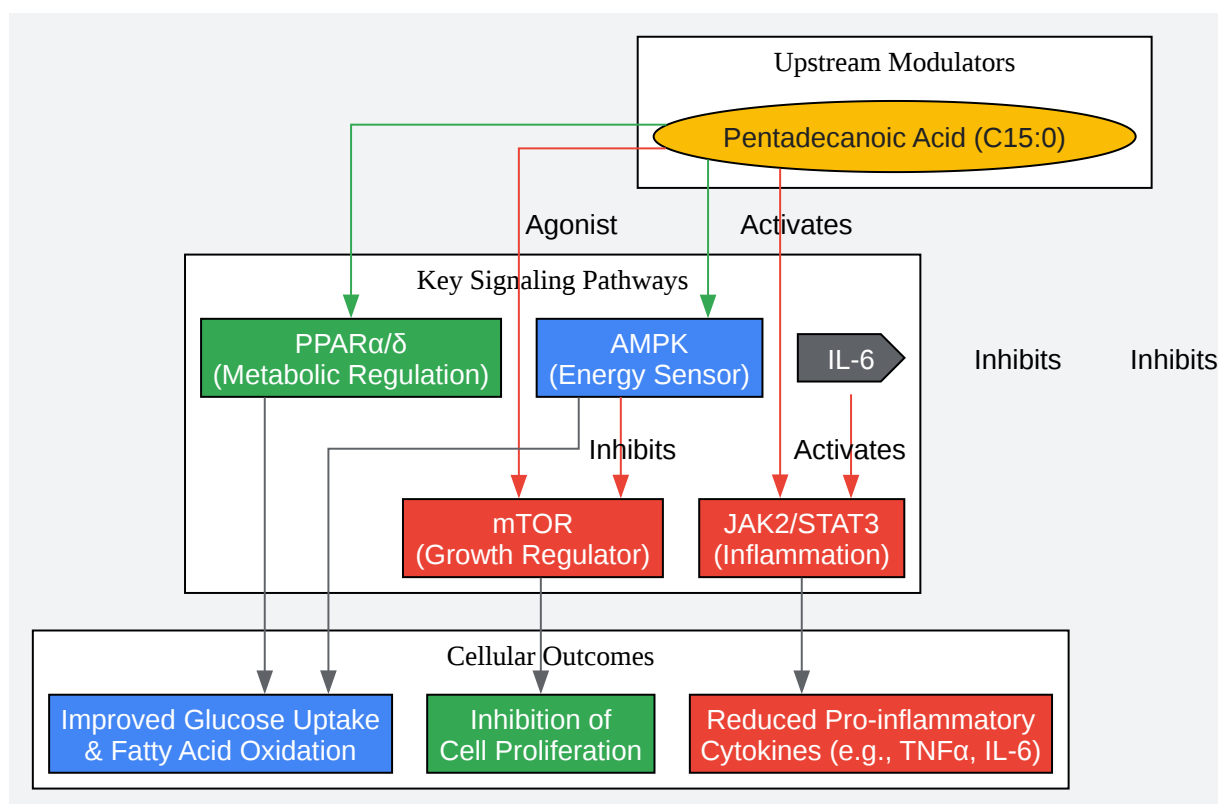 Upstream Modulators
Pentadecanoic Acid (C15:0)
Agonist
Activates
Key Signaling Pathways
PPARα/δ
(Metabolic Regulation)
AMPK
(Energy Sensor)
IL-6
Inhibits
Inhibits
Inhibits
Activates
mTOR
(Growth Regulator)
JAK2/STAT3
(Inflammation)
Cellular Outcomes
Improved Glucose Uptake
& Fatty Acid Oxidation
Inhibition of
Cell Proliferation
Reduced Pro-inflammatory
Cytokines (e.g., TNFα, IL-6)